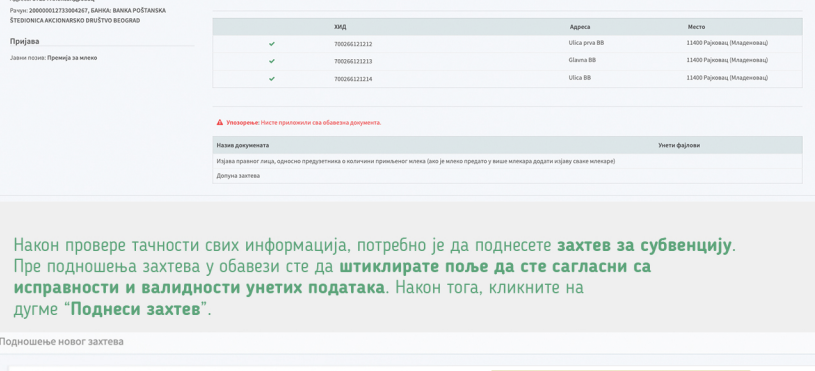 Рачун: 200000012733004267, БАНКА: BANKA POŠTANSKA
ŠTEDIONICA AKCIONARSKO DRUŠTVO BEOGRAD
Пријава
Јавни позив: Премија за млеко
ХИД Адреса Место
700266121212 Ulica prva BB 11400 Рајковац (Младеновац)
700266121213 Glavna BB 11400 Рајковац (Младеновац)
700266121214 Ulica BB 11400 Рајковац (Младеновац)
Упозорење: Нисте приложили сва обавезна документа.
Назив документа Унети фајлови
Изјава правног лица, односно предузетника о количини примљеног млека (ако је млеко предато у више млекара додати изјаву сваке млекаре)
Допуна захтева
Након провере тачности свих информација, потребно је да поднесете захтев за субвенцију.
Пре подношења захтева у обавези сте да штиклирате поље да сте сагласни са
исправности и валидности унетих података. Након тога, кликните на
дугме “Поднеси захтев”.
Подношење новог захтева